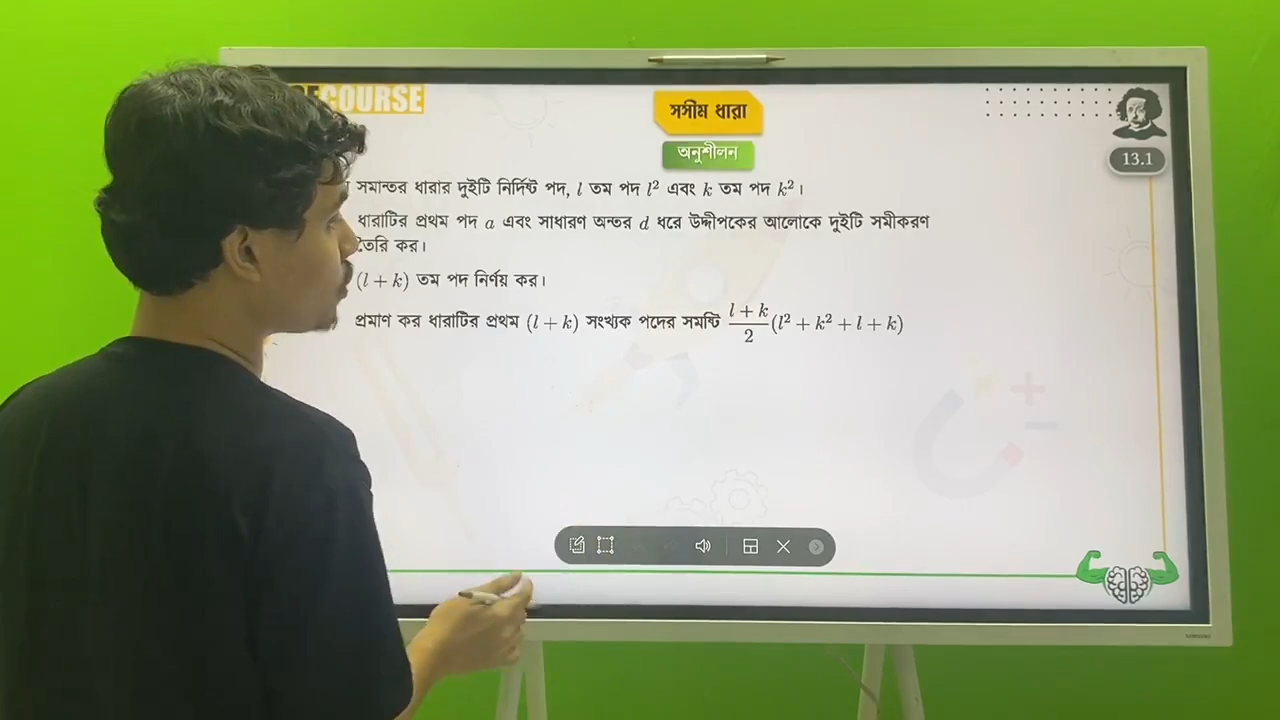 COURSE
সসীম ধারা
অনুশীলন
13.1
সমান্তর ধারার দুইটি নির্দিষ্ট পদ, l তম পদ l² এবং k তম পদ k²।
ধারাটির প্রথম পদ a এবং সাধারণ অন্তর d ধরে উদ্দীপকের আলোকে দুইটি সমীকরণ
তৈরি কর।
(l + k) তম পদ নির্ণয় কর।
প্রমাণ কর ধারাটির প্রথম (l + k) সংখ্যক পদের সমষ্টি \frac{l + k}{2}(l² + k² + l + k)
SAMSUNG